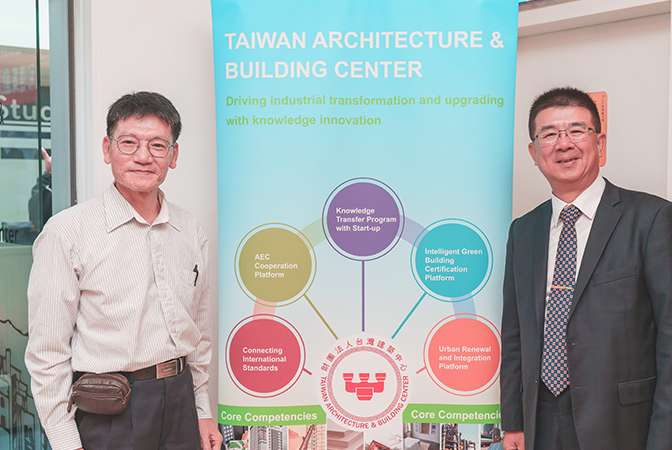 TAIWAN ARCHITECTURE &
BUILDING CENTER
Driving industrial transformation and upgrading
with knowledge innovation
Knowledge
Transfer Program
with Start-up
AEC
Cooperation
Platform
Intelligent Green
Building
Certification
Platform
Connecting
International
Standards
Urban Renewal
and Integration
Platform
財團法人台灣建築中心
TAIWAN ARCHITECTURE & BUILDING CENTER
Core Competencies
Core Competencies